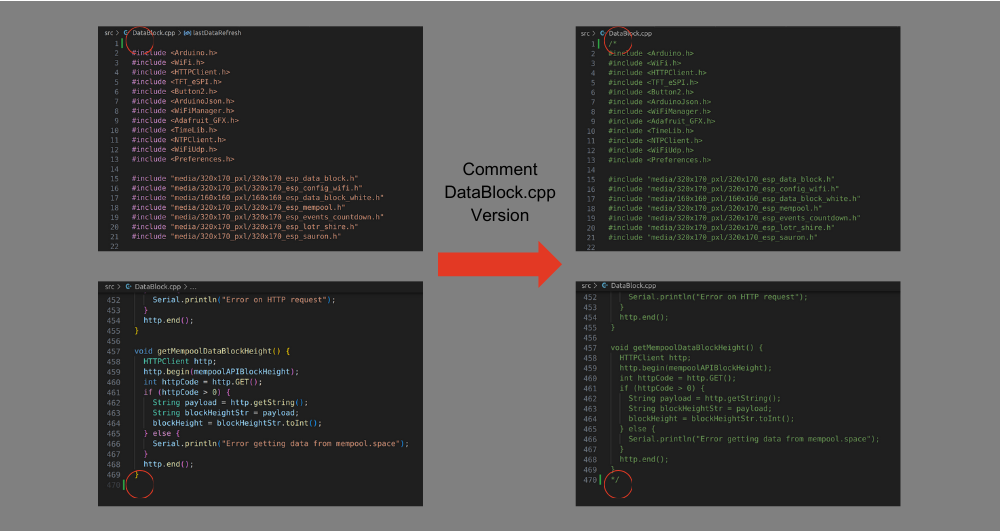 src > DataBlock.cpp > lastDataRefresh
1
2 #include <Arduino.h>
3 #include <WiFi.h>
4 #include <HTTPClient.h>
5 #include <TFT_eSPI.h>
6 #include <Button2.h>
7 #include <ArduinoJson.h>
8 #include <WiFiManager.h>
9 #include <Adafruit_GFX.h>
10 #include <TimeLib.h>
11 #include <NTPClient.h>
12 #include <WiFiUdp.h>
13 #include <Preferences.h>
14
15 #include "media/320x170_pxl/320x170_esp_data_block.h"
16 #include "media/320x170_pxl/320x170_esp_config_wifi.h"
17 #include "media/160x160_pxl/160x160_esp_data_block_white.h"
18 #include "media/320x170_pxl/320x170_esp_mempool.h"
19 #include "media/320x170_pxl/320x170_esp_events_countdown.h"
20 #include "media/320x170_pxl/320x170_esp_lotr_shire.h"
21 #include "media/320x170_pxl/320x170_esp_sauron.h"
22
src > DataBlock.cpp > ...
452 Serial.println("Error on HTTP request");
453 }
454 http.end();
455 }
456
457 void getMempoolDataBlockHeight() {
458 HTTPClient http;
459 http.begin(mempoolAPIBlockHeight);
460 int httpCode = http.GET();
461 if (httpCode > 0) {
462 String payload = http.getString();
463 String blockHeightStr = payload;
464 blockHeight = blockHeightStr.toInt();
465 } else {
466 Serial.println("Error getting data from mempool.space");
467 }
468 http.end();
469 }
470
Comment
DataBlock.cpp
Version
src > DataBlock.cpp
1 /*
2 #include <Arduino.h>
3 #include <WiFi.h>
4 #include <HTTPClient.h>
5 #include <TFT_eSPI.h>
6 #include <Button2.h>
7 #include <ArduinoJson.h>
8 #include <WiFiManager.h>
9 #include <Adafruit_GFX.h>
10 #include <TimeLib.h>
11 #include <NTPClient.h>
12 #include <WiFiUdp.h>
13 #include <Preferences.h>
14
15 #include "media/320x170_pxl/320x170_esp_data_block.h"
16 #include "media/320x170_pxl/320x170_esp_config_wifi.h"
17 #include "media/160x160_pxl/160x160_esp_data_block_white.h"
18 #include "media/320x170_pxl/320x170_esp_mempool.h"
19 #include "media/320x170_pxl/320x170_esp_events_countdown.h"
20 #include "media/320x170_pxl/320x170_esp_lotr_shire.h"
21 #include "media/320x170_pxl/320x170_esp_sauron.h"
22
src > DataBlock.cpp
452 Serial.println("Error on HTTP request");
453 }
454 http.end();
455 }
456
457 void getMempoolDataBlockHeight() {
458 HTTPClient http;
459 http.begin(mempoolAPIBlockHeight);
460 int httpCode = http.GET();
461 if (httpCode > 0) {
462 String payload = http.getString();
463 String blockHeightStr = payload;
464 blockHeight = blockHeightStr.toInt();
465 } else {
466 Serial.println("Error getting data from mempool.space");
467 }
468 http.end();
469 }
470 */